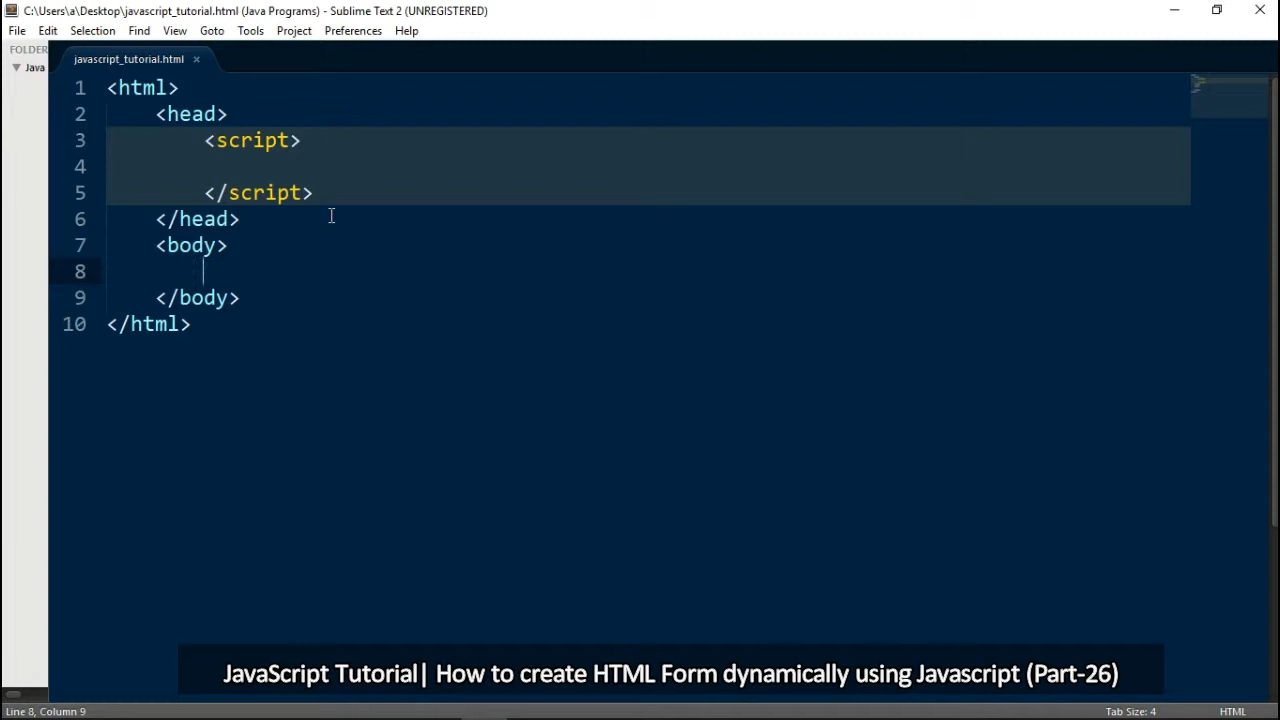 C:\Users\a\Desktop\javascript_tutorial.html (Java Programs) - Sublime Text 2 (UNREGISTERED)
File Edit Selection Find View Goto Tools Project Preferences Help
FOLDER
Java
javascript_tutorial.html ×
1 <html>
2 <head>
3 <script>
4
5 </script>
6 </head>
7 <body>
8
9 </body>
10 </html>
JavaScript Tutorial| How to create HTML Form dynamically using Javascript (Part-26)
Line 8, Column 9 Tab Size: 4 HTML